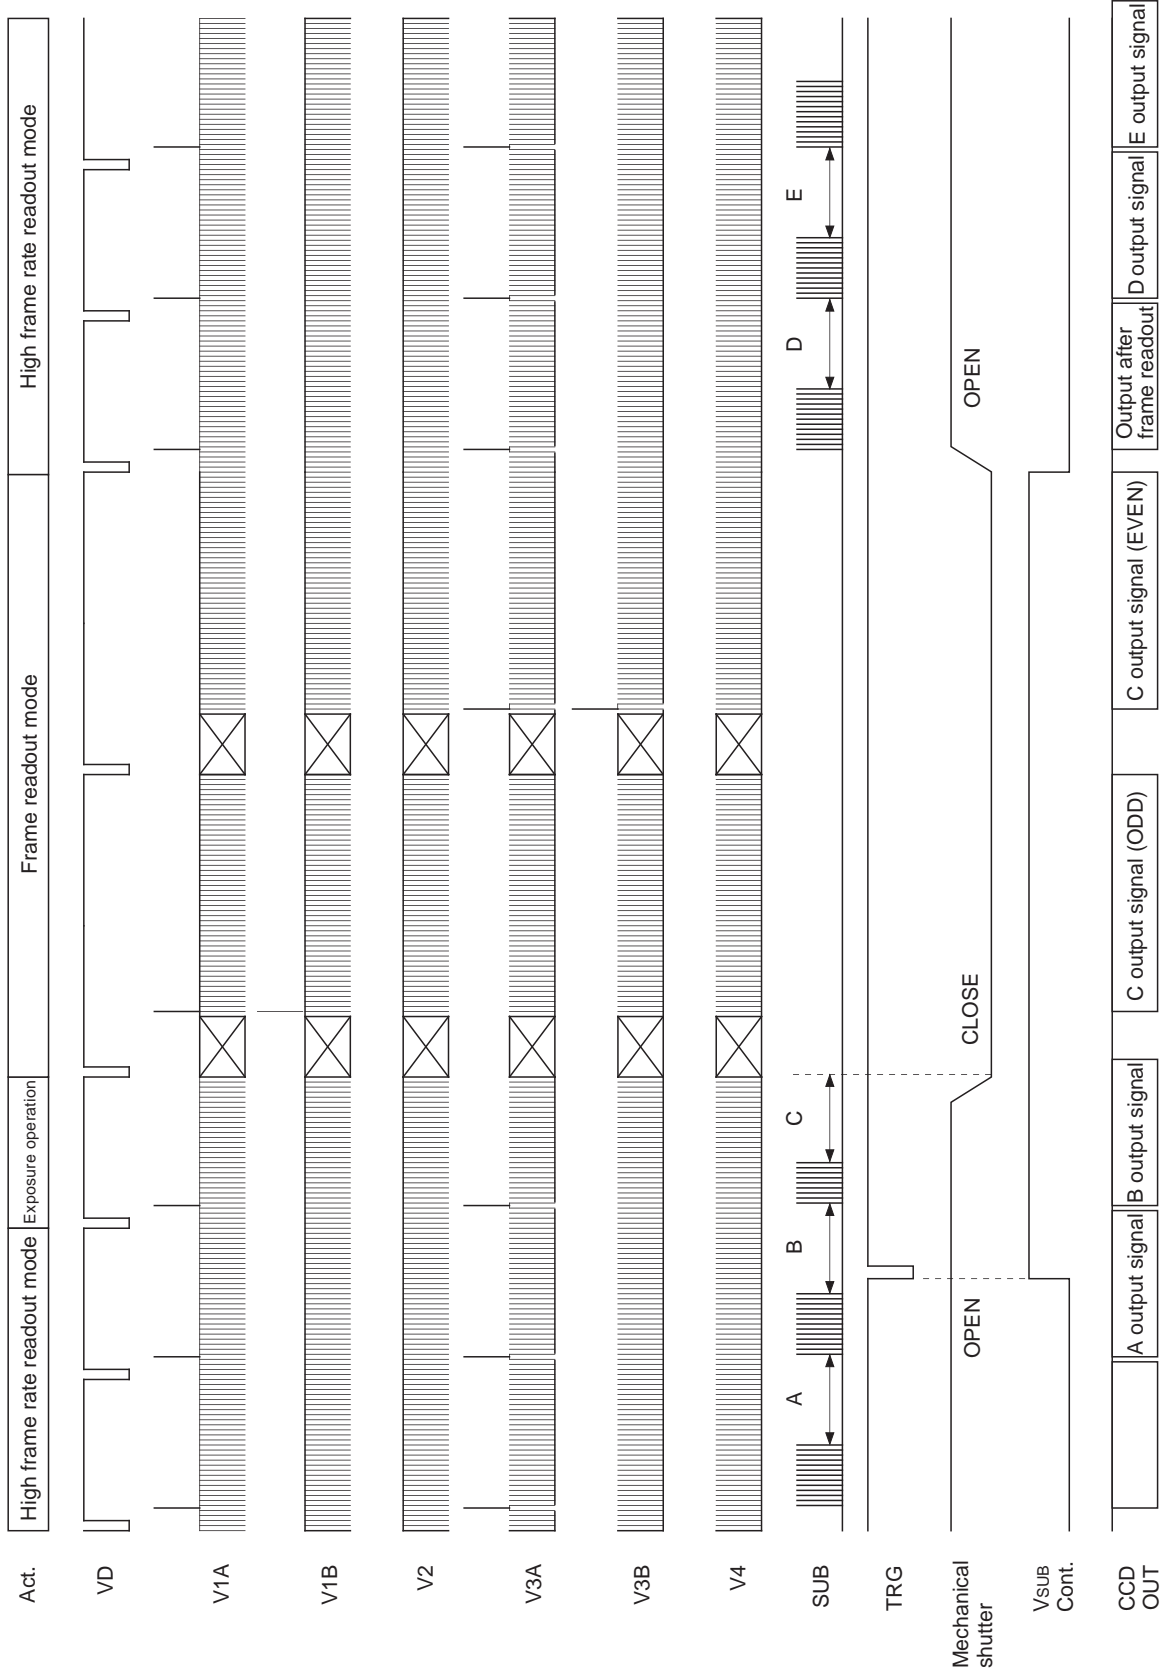 Act.
High frame rate readout mode
Exposure operation
Frame readout mode
High frame rate readout mode
VD
V1A
V1B
V2
V3A
V3B
V4
SUB
A
B
C
D
E
TRG
Mechanical
shutter
OPEN
CLOSE
OPEN
VSUB
Cont.
CCD
OUT
A output signal
B output signal
C output signal (ODD)
C output signal (EVEN)
Output after
frame readout
D output signal
E output signal